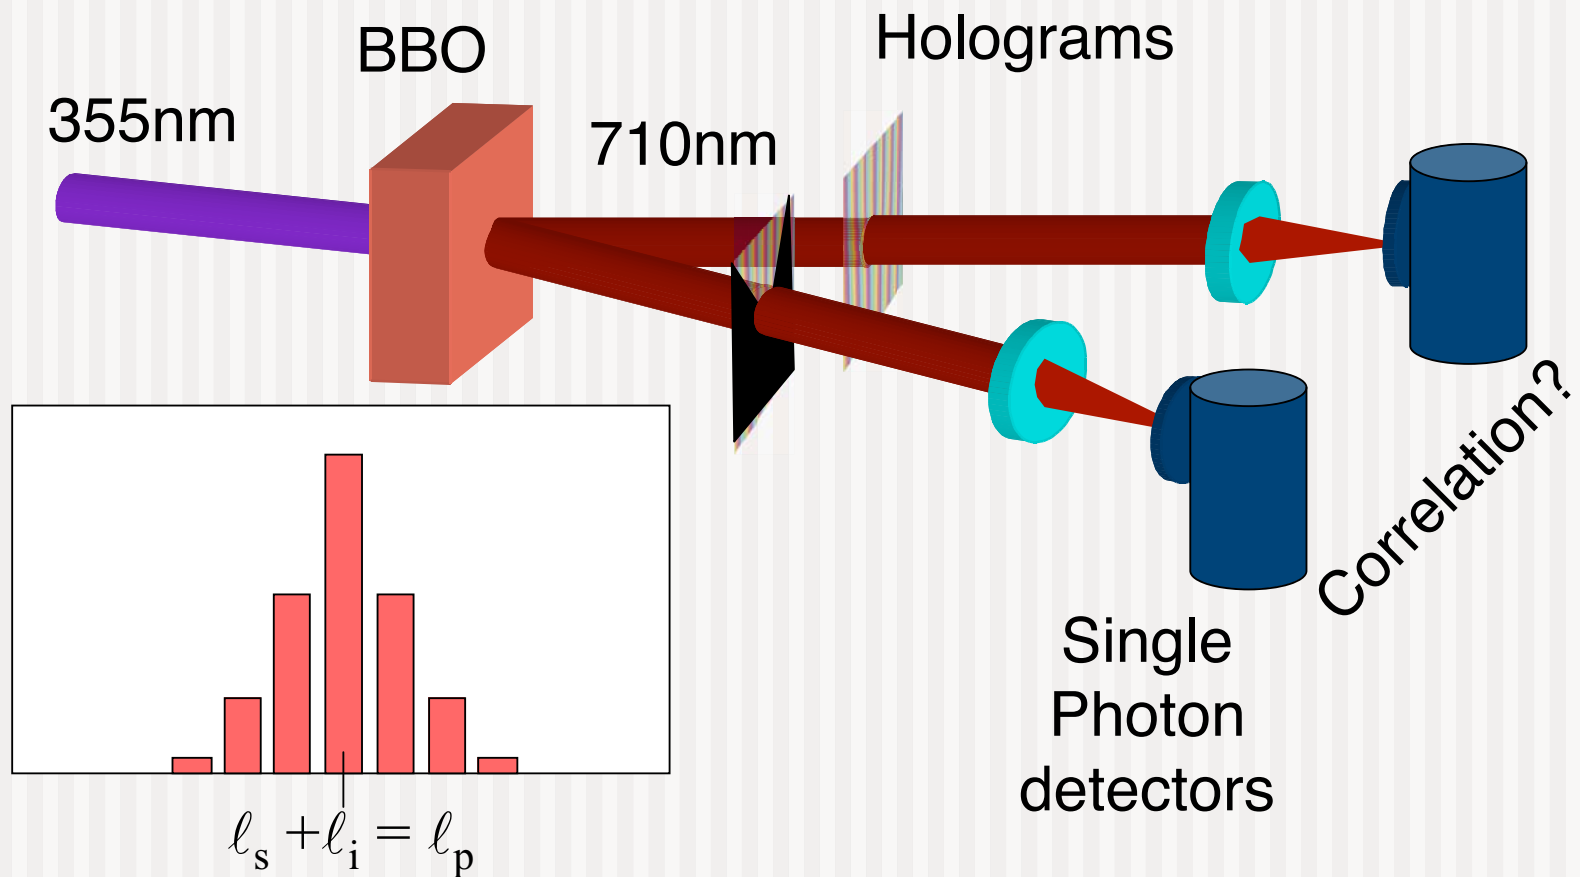 BBO
Holograms
355nm
710nm
Correlation?
Single
Photon
detectors
ℓs +ℓi = ℓp